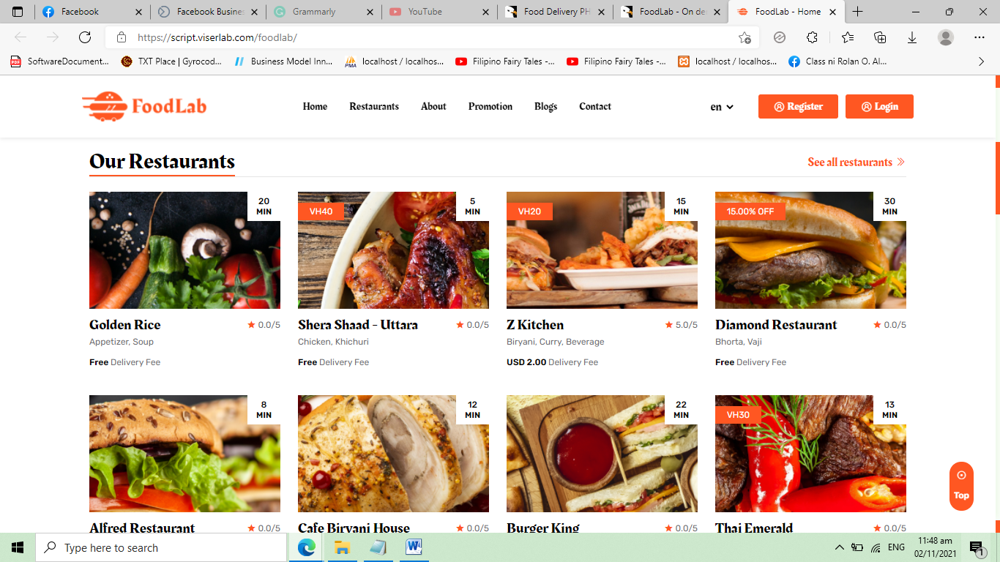 Facebook
Facebook Busines
Grammarly
YouTube
Food Delivery PH
FoodLab - On de
FoodLab - Home
https://script.viserlab.com/foodlab/
PDF
SoftwareDocument...
TXT Place | Gyrocod...
Business Model Inn...
PMA
localhost / localhos...
Filipino Fairy Tales -...
Filipino Fairy Tales -...
localhost / localhos...
Class ni Rolan O. Al...
FoodLab
Home
Restaurants
About
Promotion
Blogs
Contact
en
Register
Login
Our Restaurants
See all restaurants
20
MIN
VH40
5
MIN
VH20
15
MIN
15.00% OFF
30
MIN
Golden Rice
0.0/5
Appetizer, Soup
Free Delivery Fee
Shera Shaad - Uttara
0.0/5
Chicken, Khichuri
Free Delivery Fee
Z Kitchen
5.0/5
Biryani, Curry, Beverage
USD 2.00 Delivery Fee
Diamond Restaurant
0.0/5
Bhorta, Vaji
Free Delivery Fee
8
MIN
12
MIN
22
MIN
VH30
13
MIN
Top
Alfred Restaurant
0.0/5
Cafe Biryani House
0.0/5
Burger King
0.0/5
Thai Emerald
0.0/5
Type here to search
ENG
11:48 am
02/11/2021
1